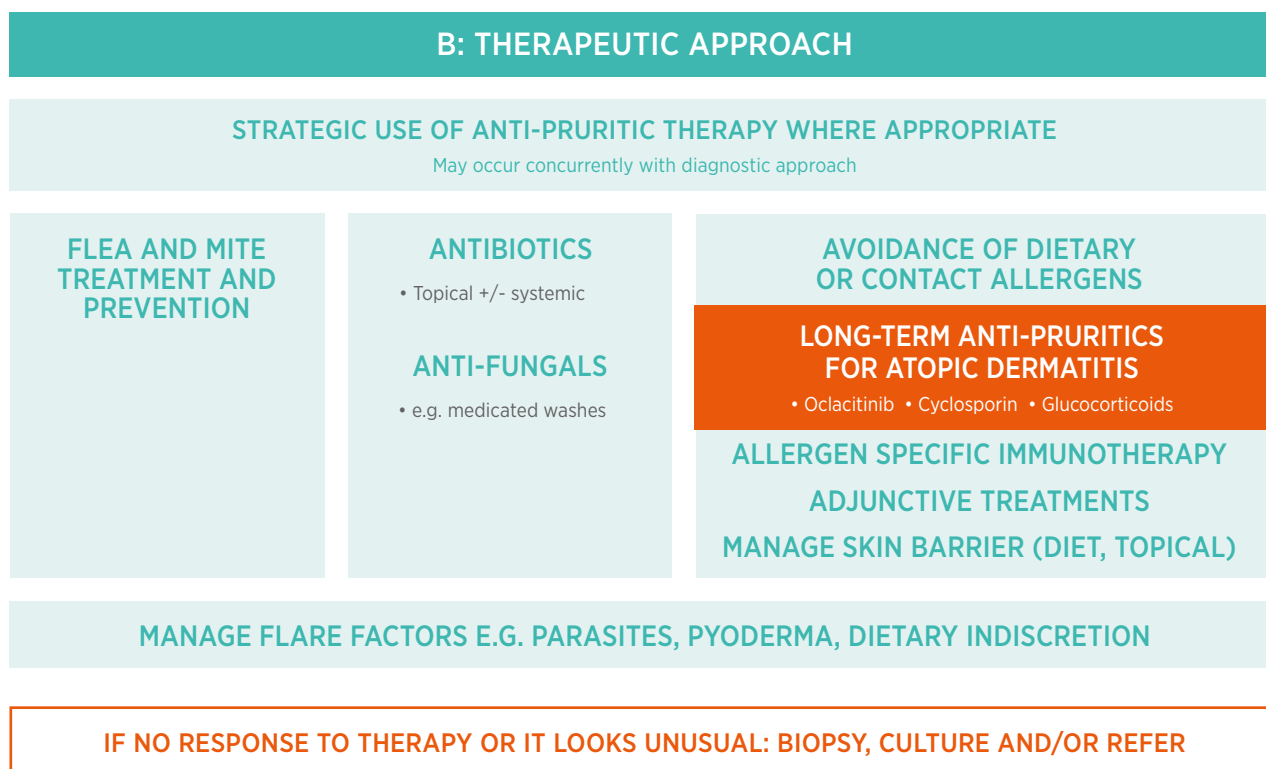 B: THERAPEUTIC APPROACH
STRATEGIC USE OF ANTI-PRURITIC THERAPY WHERE APPROPRIATE
May occur concurrently with diagnostic approach
FLEA AND MITE
TREATMENT AND
PREVENTION
ANTIBIOTICS
• Topical +/- systemic
ANTI-FUNGALS
• e.g. medicated washes
AVOIDANCE OF DIETARY
OR CONTACT ALLERGENS
LONG-TERM ANTI-PRURITICS
FOR ATOPIC DERMATITIS
• Oclacitinib • Cyclosporin • Glucocorticoids
ALLERGEN SPECIFIC IMMUNOTHERAPY
ADJUNCTIVE TREATMENTS
MANAGE SKIN BARRIER (DIET, TOPICAL)
MANAGE FLARE FACTORS E.G. PARASITES, PYODERMA, DIETARY INDISCRETION
IF NO RESPONSE TO THERAPY OR IT LOOKS UNUSUAL: BIOPSY, CULTURE AND/OR REFER